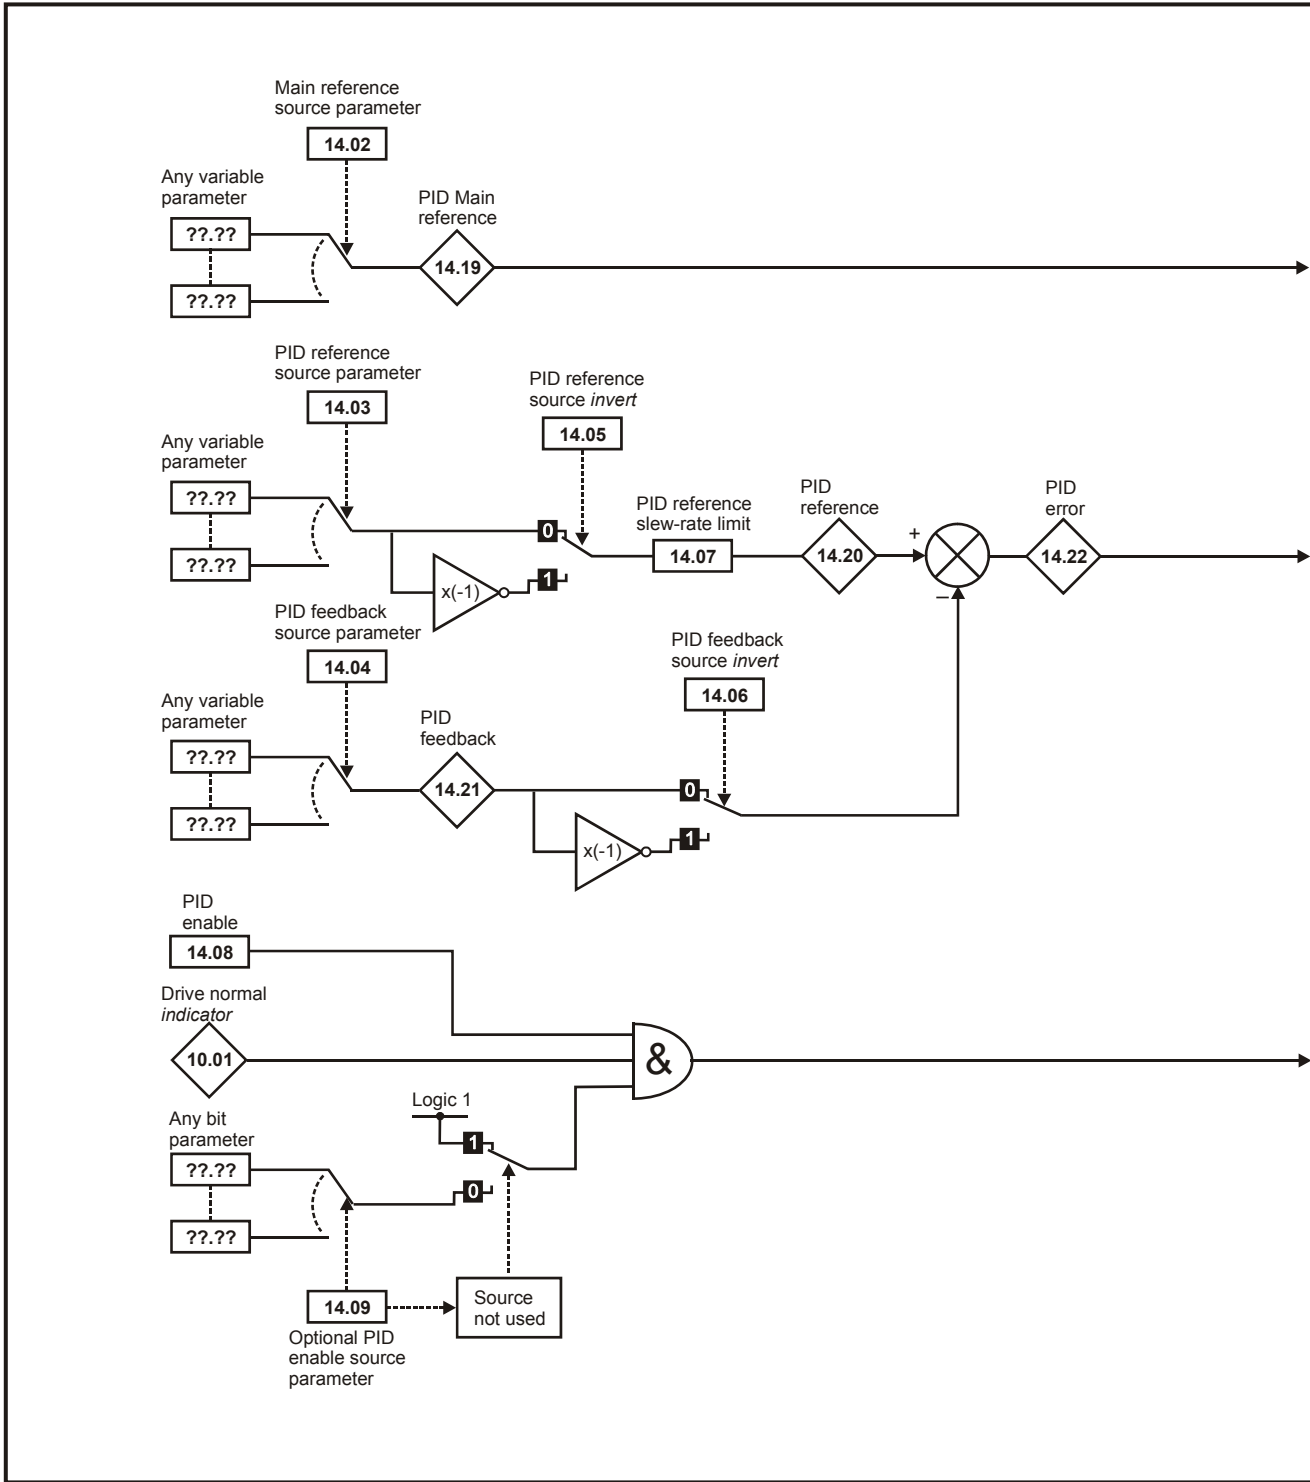 Main reference
source parameter
14.02
Any variable
parameter
??.??
??.??
PID Main
reference
14.19
PID reference
source parameter
14.03
PID reference
source invert
14.05
Any variable
parameter
??.??
??.??
0
1
x(-1)
PID reference
slew-rate limit
14.07
PID
reference
14.20
+
–
PID
error
14.22
PID feedback
source parameter
14.04
PID feedback
source invert
14.06
Any variable
parameter
??.??
??.??
PID
feedback
14.21
0
1
x(-1)
PID
enable
14.08
Drive normal
indicator
10.01
&
Logic 1
1
0
Any bit
parameter
??.??
??.??
14.09
Optional PID
enable source
parameter
Source
not used